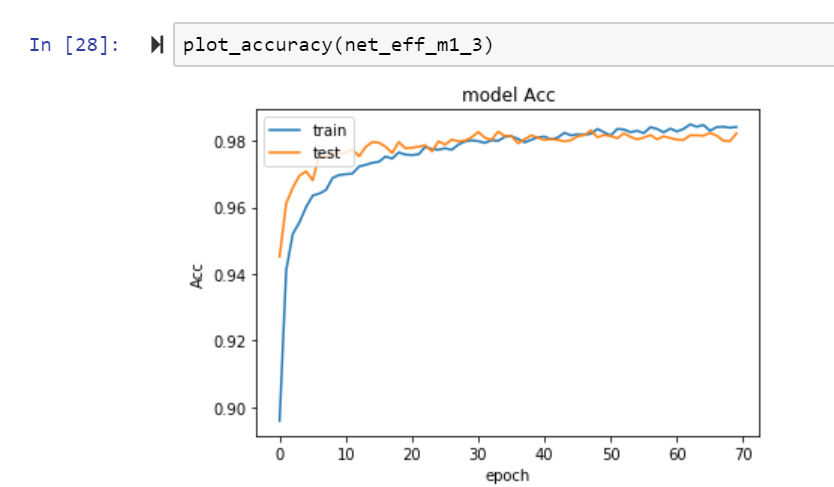 In [28]: plot_accuracy(net_eff_m1_3)
model Acc
train
test
0.98
0.96
0.94
0.92
0.90
Acc
0 10 20 30 40 50 60 70
epoch